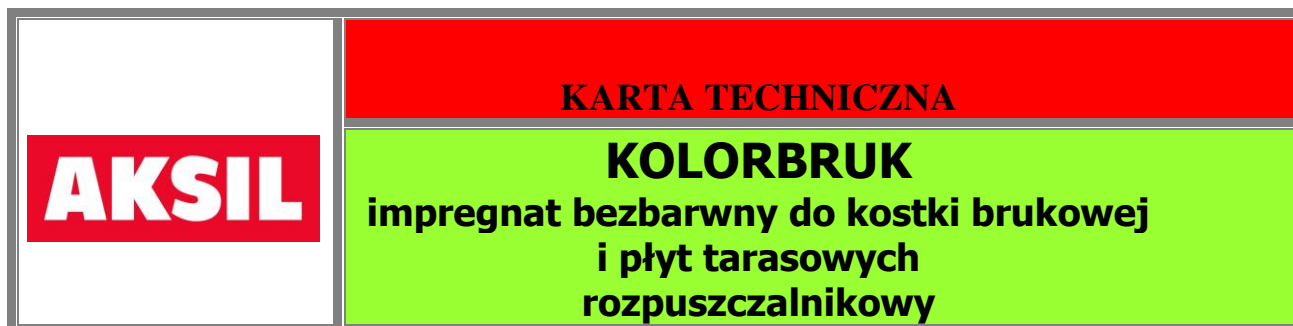 AKSIL
KARTA TECHNICZNA
KOLORBRUK
impregnat bezbarwny do kostki brukowej
i płyt tarasowych
rozpuszczalnikowy